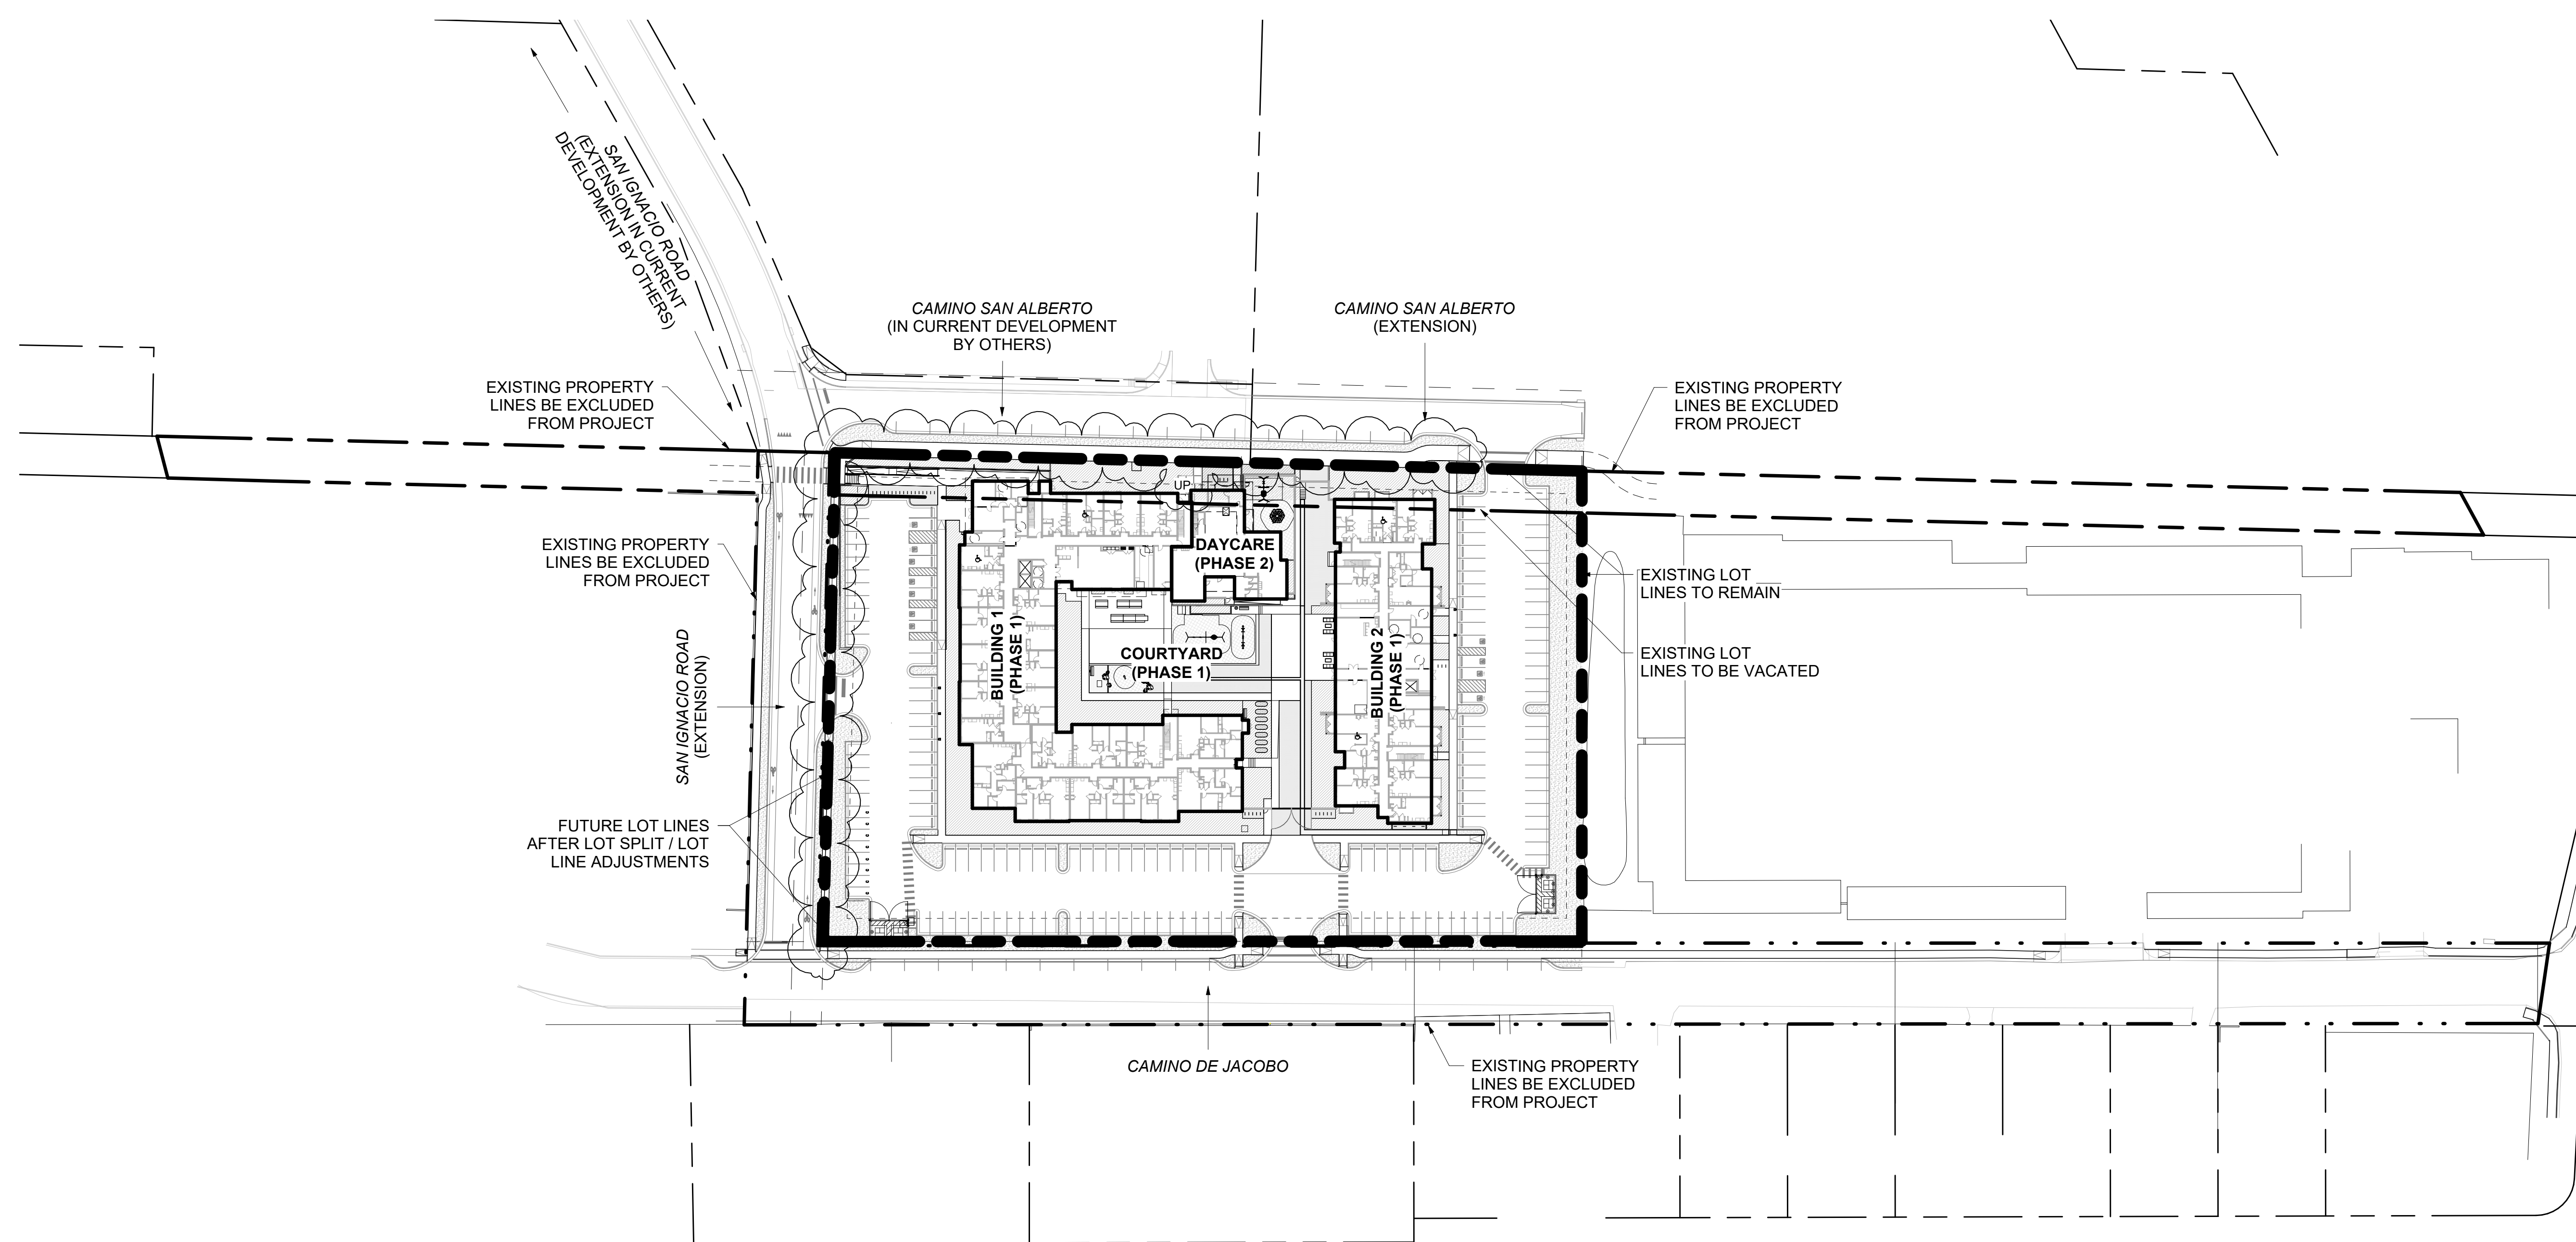 SAN IGNACIO ROAD
(EXTENSION IN CURRENT
DEVELOPMENT BY OTHERS)
CAMINO SAN ALBERTO
(IN CURRENT DEVELOPMENT
BY OTHERS)
CAMINO SAN ALBERTO
(EXTENSION)
EXISTING PROPERTY
LINES BE EXCLUDED
FROM PROJECT
EXISTING PROPERTY
LINES BE EXCLUDED
FROM PROJECT
UP
EXISTING PROPERTY
LINES BE EXCLUDED
FROM PROJECT
DAYCARE
(PHASE 2)
EXISTING LOT
LINES TO REMAIN
SAN IGNACIO ROAD
(EXTENSION)
BUILDING 1
(PHASE 1)
COURTYARD
(PHASE 1)
BUILDING 2
(PHASE 1)
EXISTING LOT
LINES TO BE VACATED
FUTURE LOT LINES
AFTER LOT SPLIT / LOT
LINE ADJUSTMENTS
CAMINO DE JACOBO
EXISTING PROPERTY
LINES BE EXCLUDED
FROM PROJECT